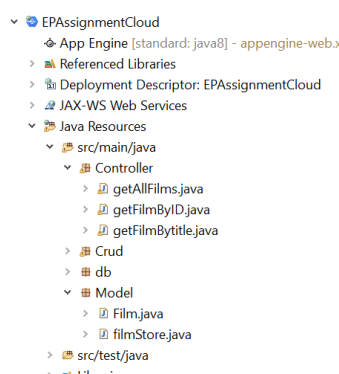 EPAssignmentCloud
App Engine [standard: java8] - appengine-web.x
Referenced Libraries
Deployment Descriptor: EPAssignmentCloud
JAX-WS Web Services
Java Resources
src/main/java
Controller
getAllFilms.java
getFilmByID.java
getFilmBytitle.java
Crud
db
Model
Film.java
filmStore.java
src/test/java